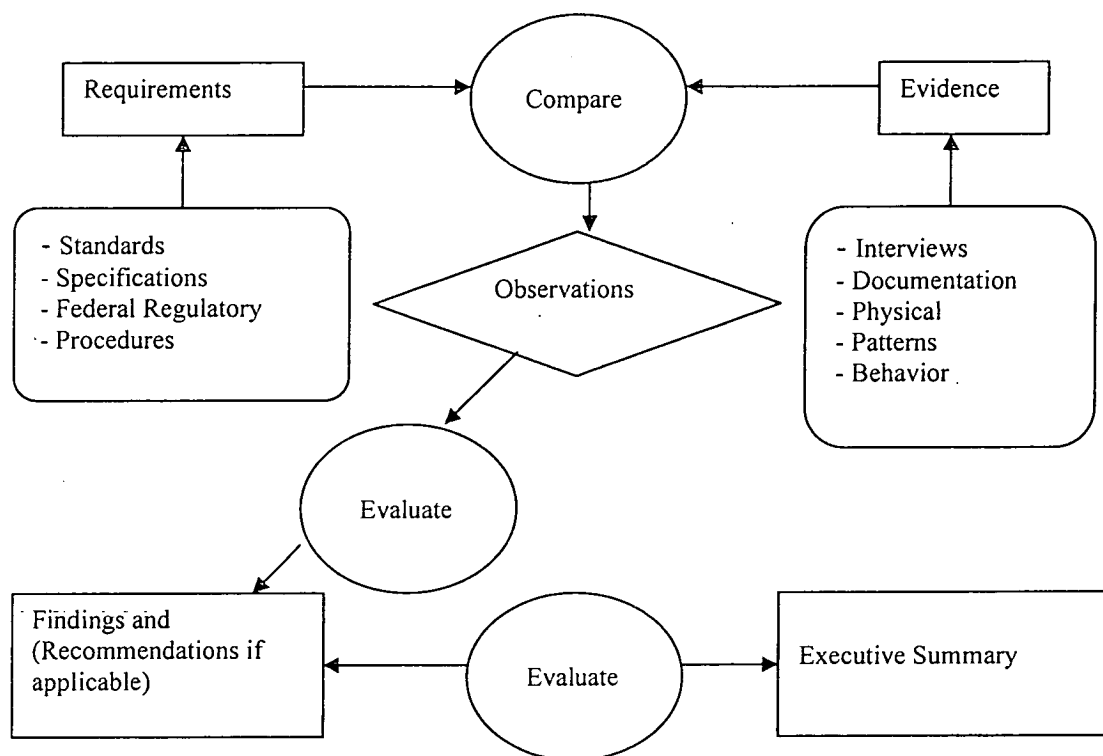 Requirements
Compare
Evidence
- Standards
- Specifications
- Federal Regulatory
- Procedures
Observations
- Interviews
- Documentation
- Physical
- Patterns
- Behavior
Evaluate
Findings and
(Recommendations if
applicable)
Evaluate
Executive Summary